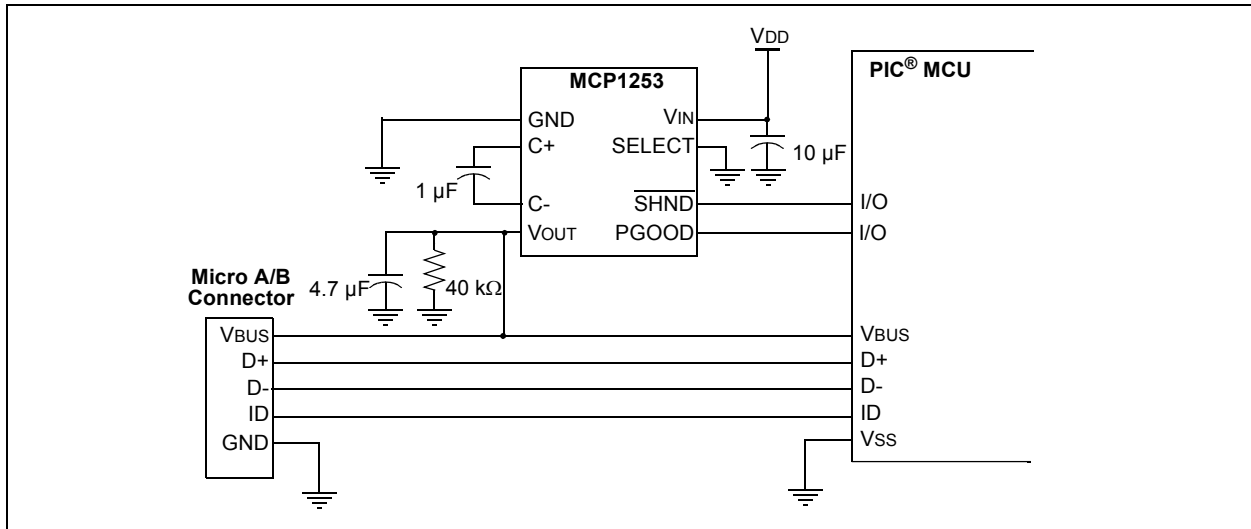 VDD
PIC® MCU
MCP1253
GND
VIN
C+
SELECT
10 µF
1 µF
C-
SHND
I/O
VOUT
PGOOD
I/O
Micro A/B
Connector
4.7 µF
40 kΩ
VBUS
VBUS
D+
D+
D-
D-
ID
ID
GND
VSS